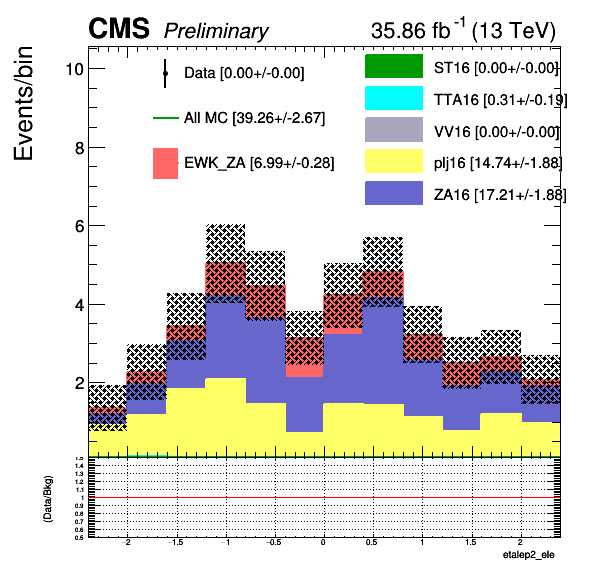 CMS Preliminary 35.86 fb⁻¹ (13 TeV)
Events/bin
Data [0.00+/-0.00]
All MC [39.26+/-2.67]
EWK_ZA [6.99+/-0.28]
ST16 [0.00+/-0.00]
TTA16 [0.31+/-0.19]
VV16 [0.00+/-0.00]
plj16 [14.74+/-1.88]
ZA16 [17.21+/-1.88]
10
8
6
4
2
(Data/Bkg)
1.5
1.4
1.3
1.2
1.1
1
0.9
0.8
0.7
0.6
0.5
−2 −1.5 −1 −0.5 0 0.5 1 1.5 2
etalep2_ele